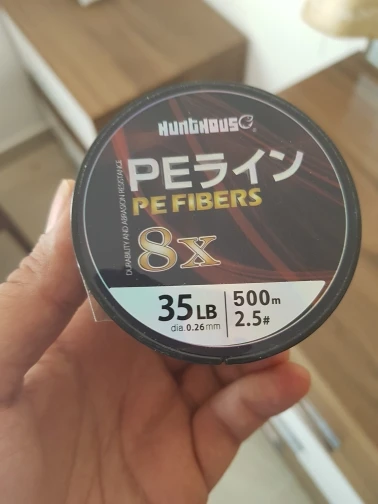 HUNTHOUSE
PEライン
PE FIBERS
DURABILITY AND ABRASION RESISTANCE
8x
35LB
dia.0.26mm
500m
2.5#